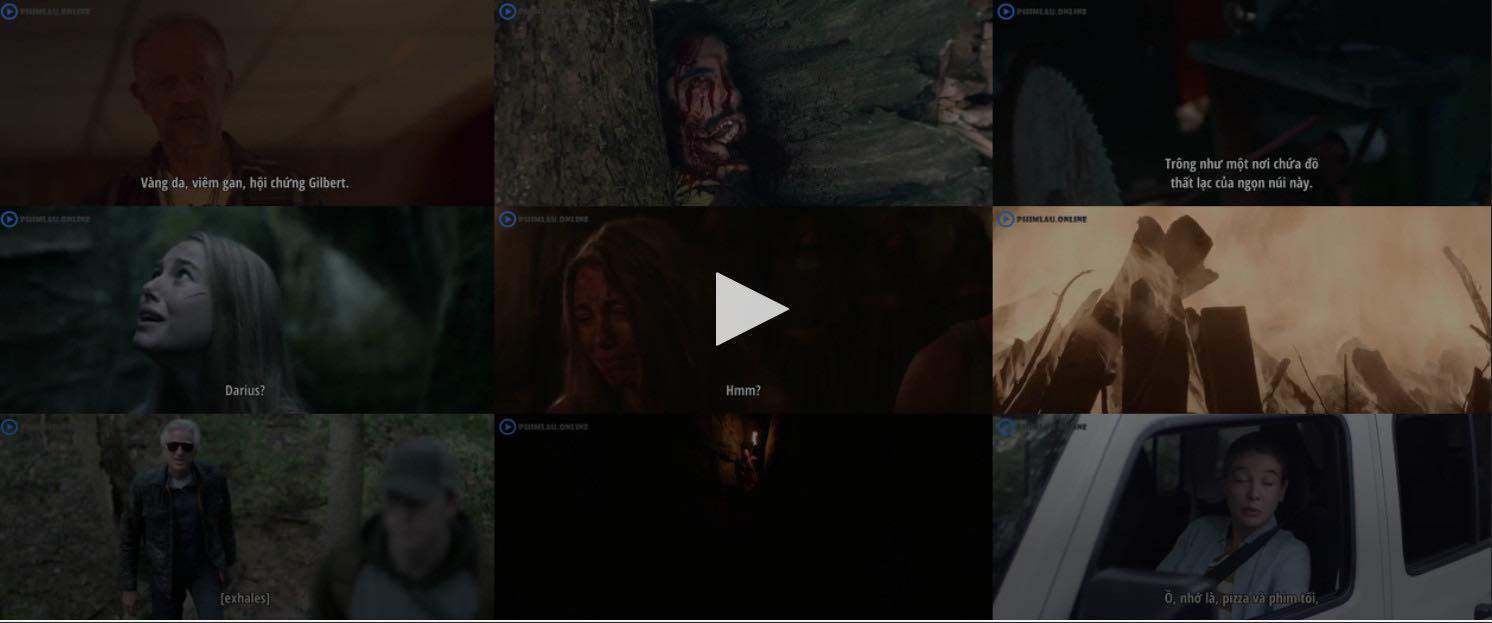 PHIMLAU.ONLINE
PHIMLAU.ONLINE
PHIMLAU.ONLINE
Vàng da, viêm gan, hội chứng Gilbert.
Trông như một nơi chứa đồ
thất lạc của ngọn núi này.
PHIMLAU.ONLINE
PHIMLAU.ONLINE
PHIMLAU.ONLINE
Darius?
Hmm?
PHIMLAU.ONLINE
[exhales]
Ồ, nhớ là, pizza và phim tối,